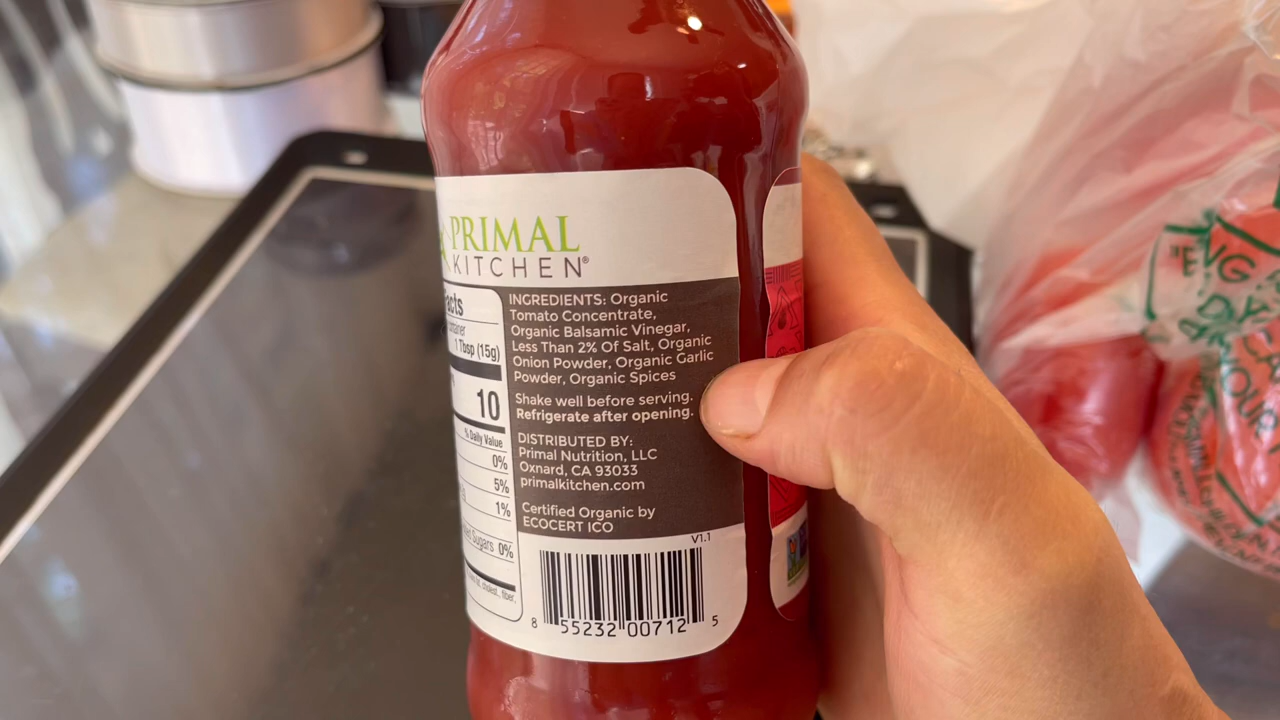 PRIMAL
KITCHEN®
acts
1 Tbsp (15g)
10
% Daily Value
0%
5%
1%
Sugars 0%
INGREDIENTS: Organic
Tomato Concentrate,
Organic Balsamic Vinegar,
Less Than 2% Of Salt, Organic
Onion Powder, Organic Garlic
Powder, Organic Spices
Shake well before serving.
Refrigerate after opening.
DISTRIBUTED BY:
Primal Nutrition, LLC
Oxnard, CA 93033
primalkitchen.com
Certified Organic by
ECOCERT ICO
V1.1
8 55232 00712 5